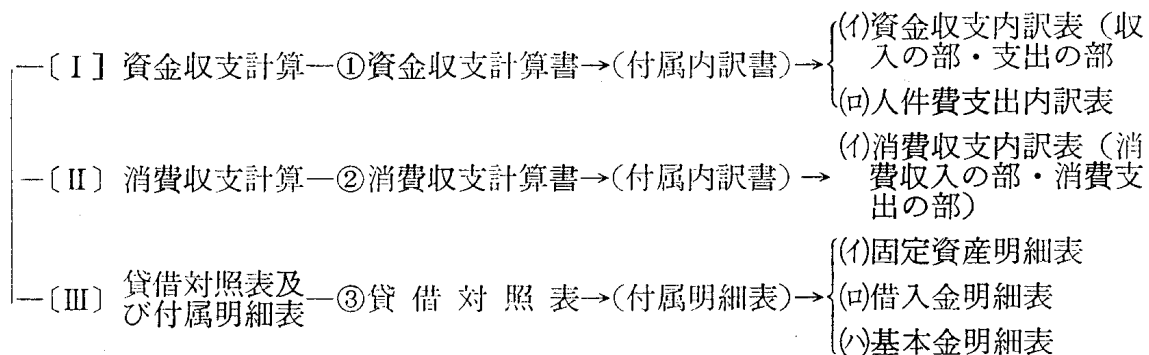 〔Ⅰ〕資金収支計算―①資金収支計算書→(付属内訳書)→
(イ)資金収支内訳表（収
入の部・支出の部
(ロ)人件費支出内訳表
〔Ⅱ〕消費収支計算―②消費収支計算書→(付属内訳書)→
(イ)消費収支内訳表（消
費収入の部・消費支
出の部）
〔Ⅲ〕貸借対照表及
び付属明細表―③貸借対照表→(付属明細表)→
(イ)固定資産明細表
(ロ)借入金明細表
(ハ)基本金明細表